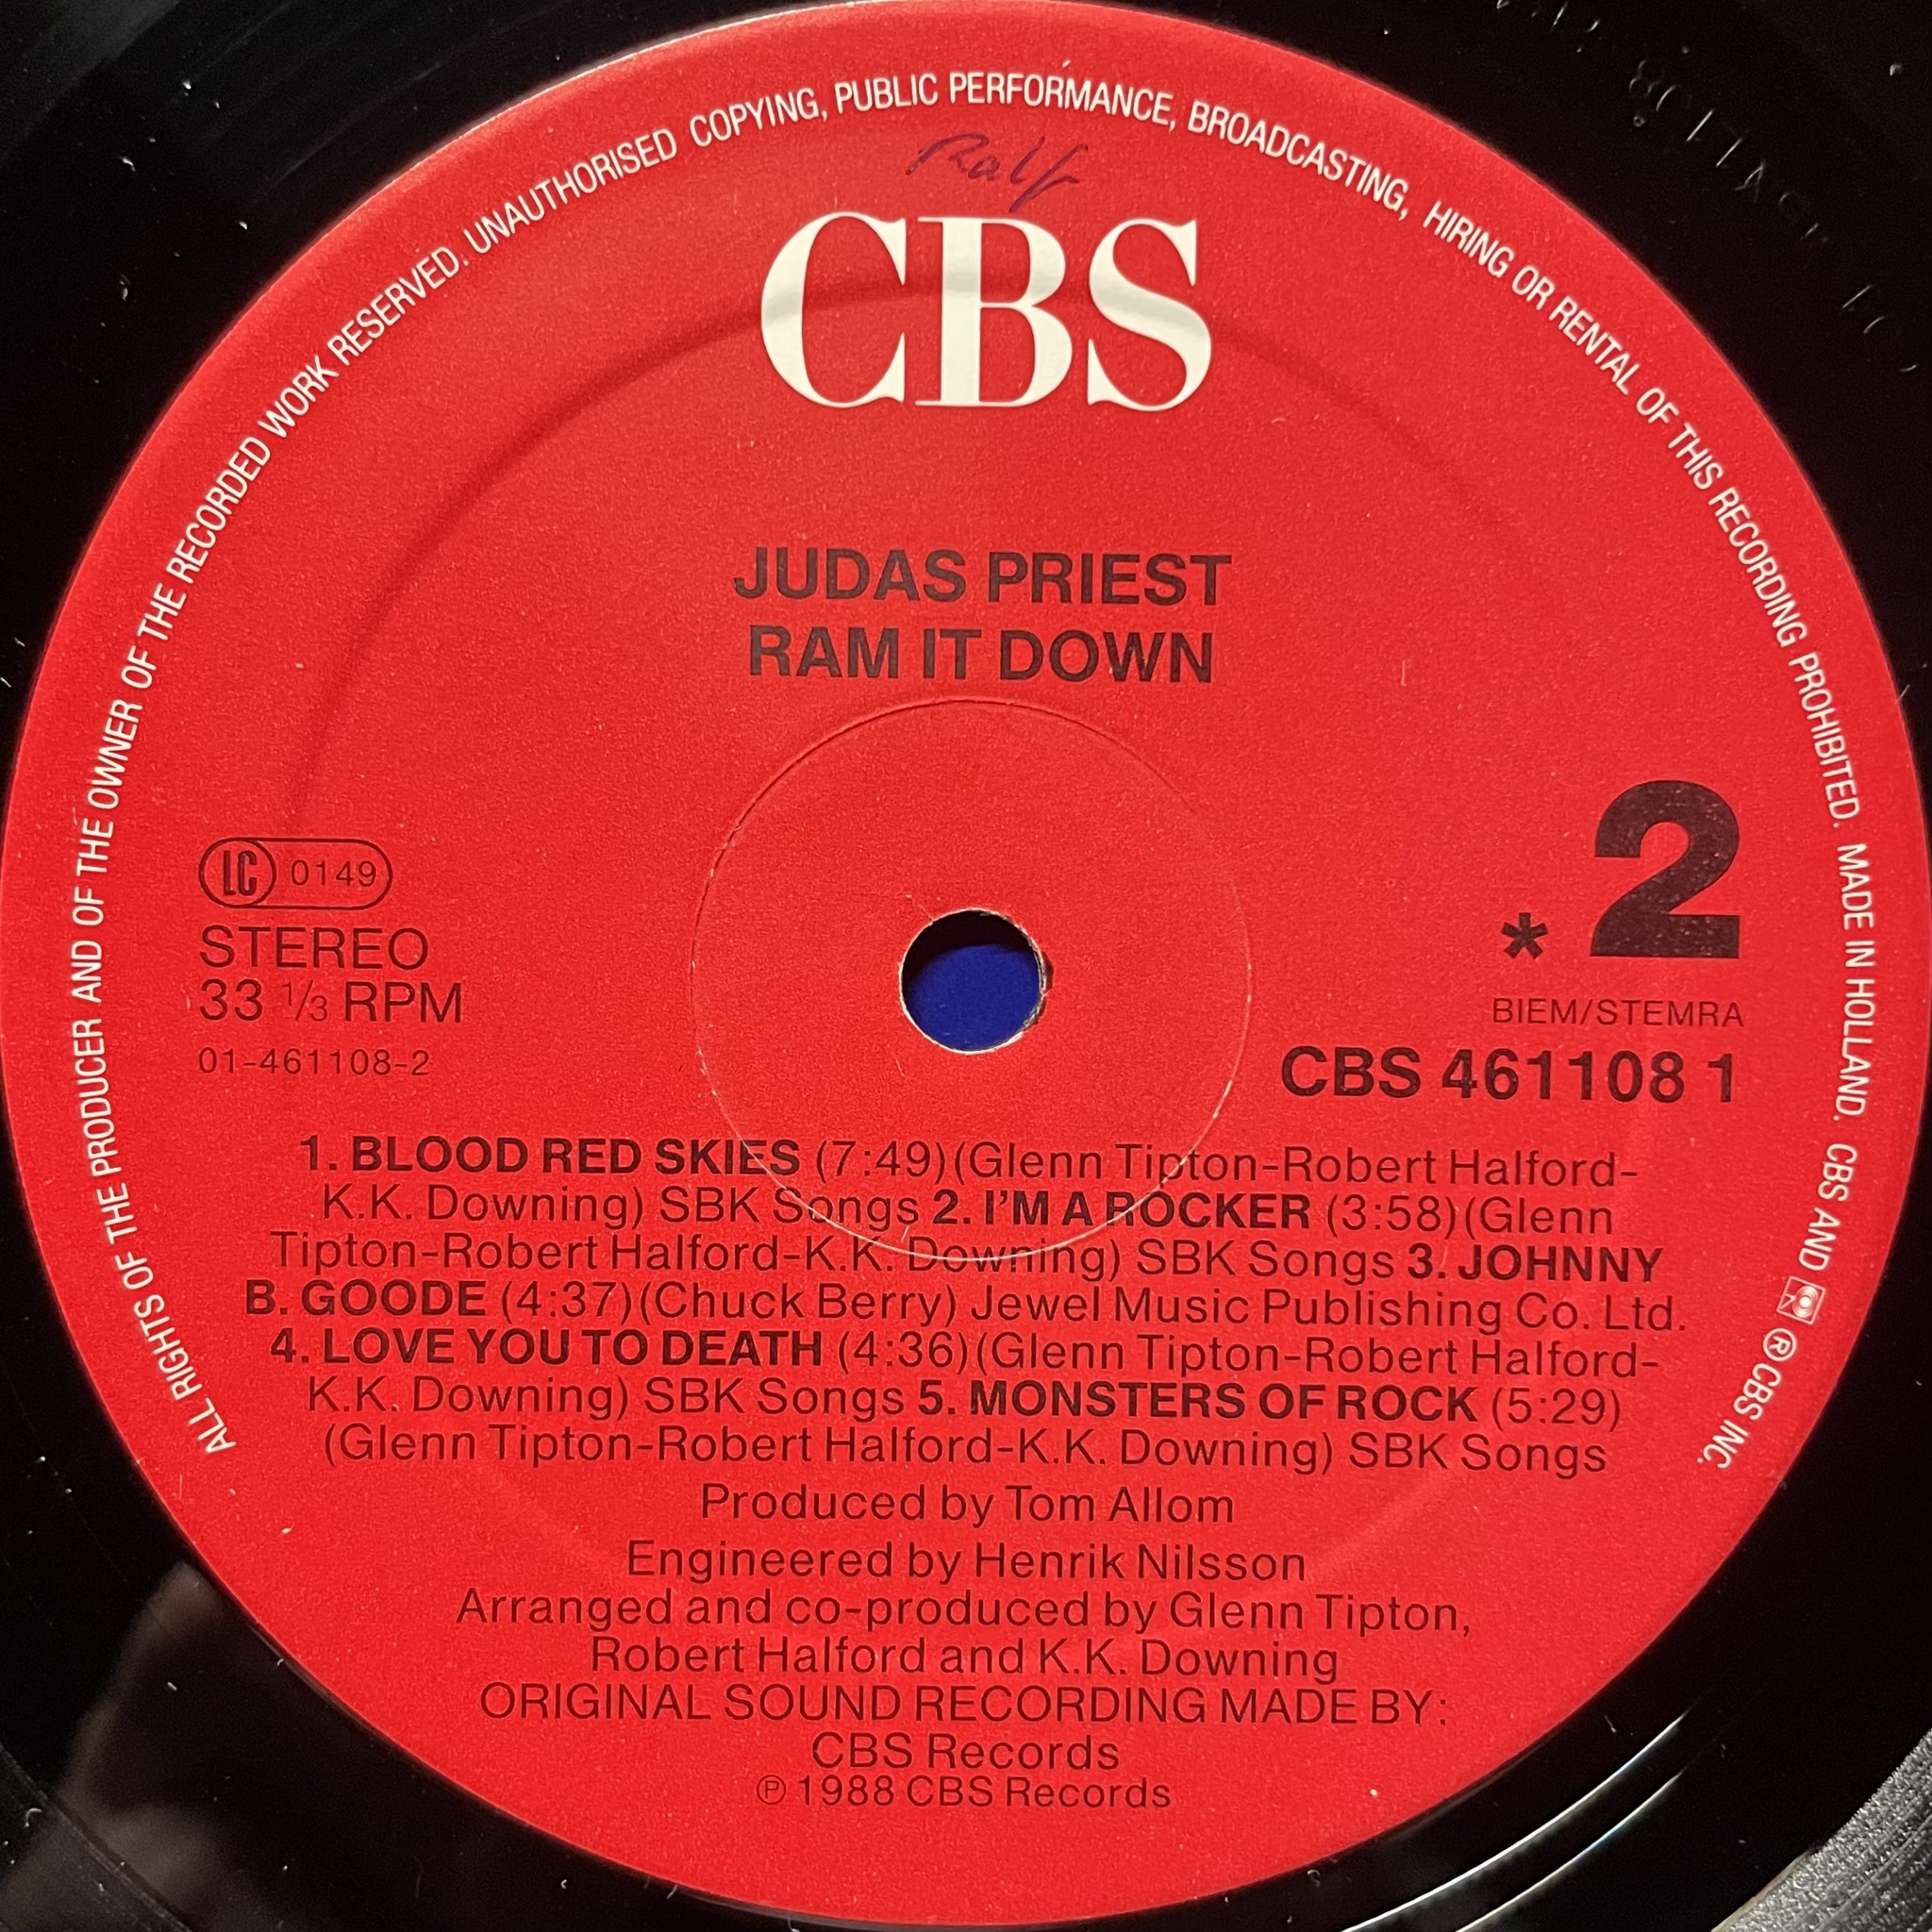 ALL RIGHTS OF THE PRODUCER AND OF THE OWNER OF THE RECORDED WORK RESERVED. UNAUTHORISED COPYING, PUBLIC PERFORMANCE, BROADCASTING, HIRING OR RENTAL OF THIS RECORDING PROHIBITED. MADE IN HOLLAND. CBS AND ® CBS INC.
Ralf
CBS
JUDAS PRIEST
RAM IT DOWN
LC 0149
STEREO
33 1/3 RPM
01-461108-2
* 2
BIEM/STEMRA
CBS 461108 1
1. BLOOD RED SKIES (7:49)(Glenn Tipton-Robert Halford-
K.K. Downing) SBK Songs 2. I'M A ROCKER (3:58)(Glenn
Tipton-Robert Halford-K.K. Downing) SBK Songs 3. JOHNNY
B. GOODE (4:37)(Chuck Berry) Jewel Music Publishing Co. Ltd.
4. LOVE YOU TO DEATH (4:36)(Glenn Tipton-Robert Halford-
K.K. Downing) SBK Songs 5. MONSTERS OF ROCK (5:29)
(Glenn Tipton-Robert Halford-K.K. Downing) SBK Songs
Produced by Tom Allom
Engineered by Henrik Nilsson
Arranged and co-produced by Glenn Tipton,
Robert Halford and K.K. Downing
ORIGINAL SOUND RECORDING MADE BY:
CBS Records
℗ 1988 CBS Records